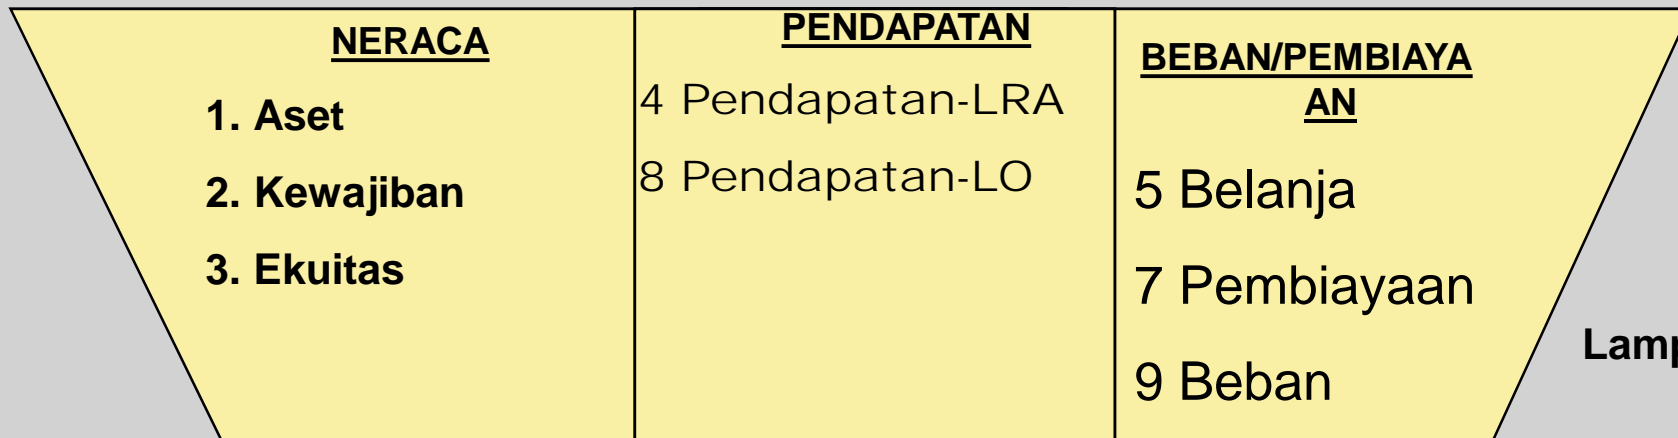 NERACA
1. Aset
2. Kewajiban
3. Ekuitas
PENDAPATAN
4 Pendapatan-LRA
8 Pendapatan-LO
BEBAN/PEMBIAYA
AN
5 Belanja
7 Pembiayaan
9 Beban